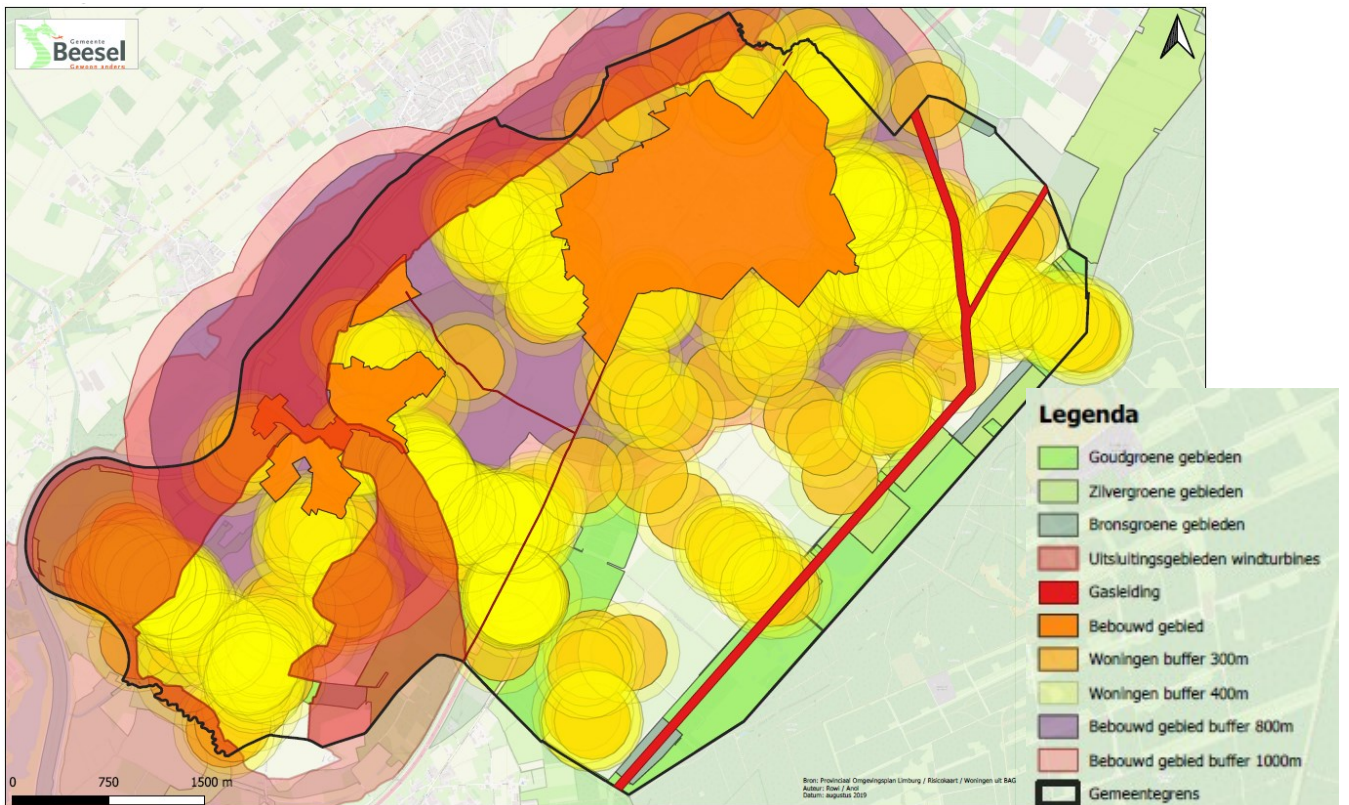 Gemeente
Beesel
Gewoon anders
Legenda
Goudgroene gebieden
Zilvergroene gebieden
Bronsgroene gebieden
Uitsluitingsgebieden windturbines
Gasleiding
Bebouwd gebied
Woningen buffer 300m
Woningen buffer 400m
Bebouwd gebied buffer 800m
Bebouwd gebied buffer 1000m
Gemeentegrens
0 750 1500 m
Bron: Provinciaal Omgevingsplan Limburg / Risicokaart / Woningen uit BAG
Auteur: Rowi / Anol
Datum: augustus 2019